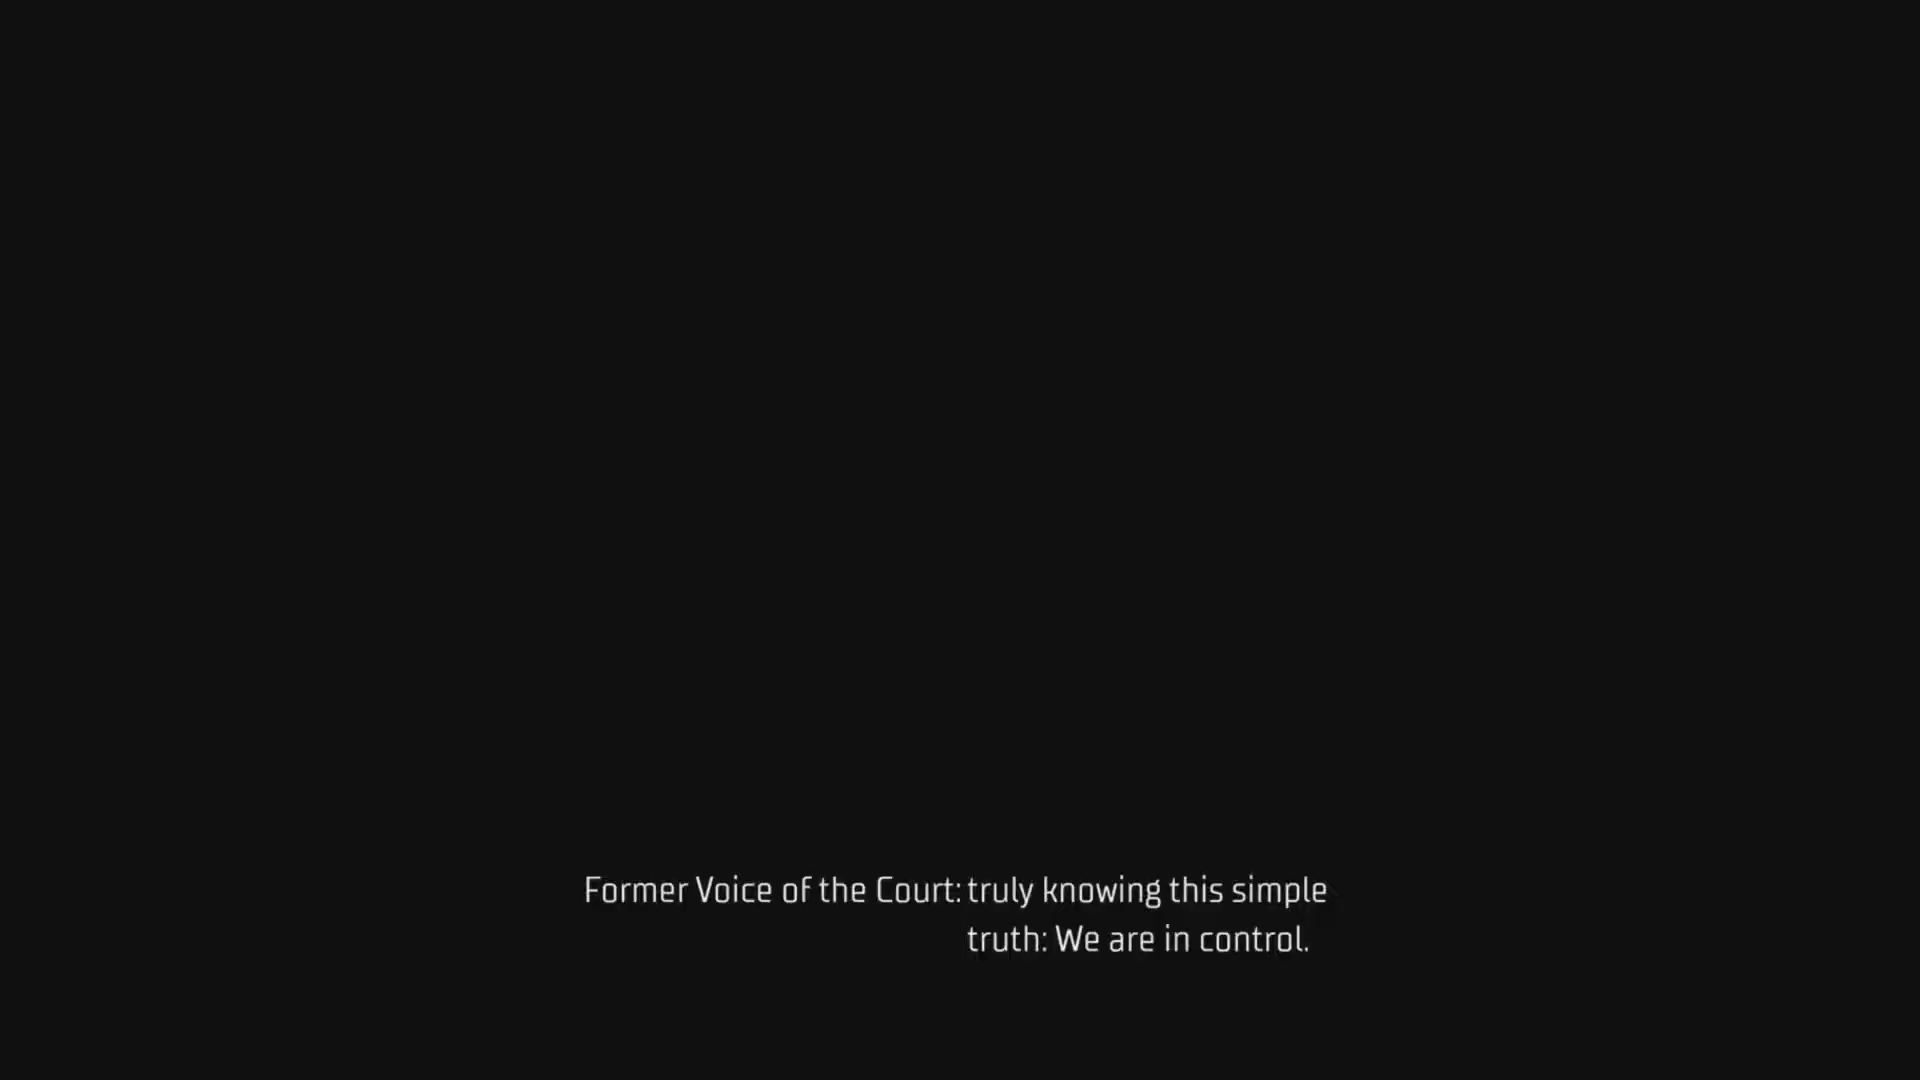 Former Voice of the Court: truly knowing this simple
truth: We are in control.